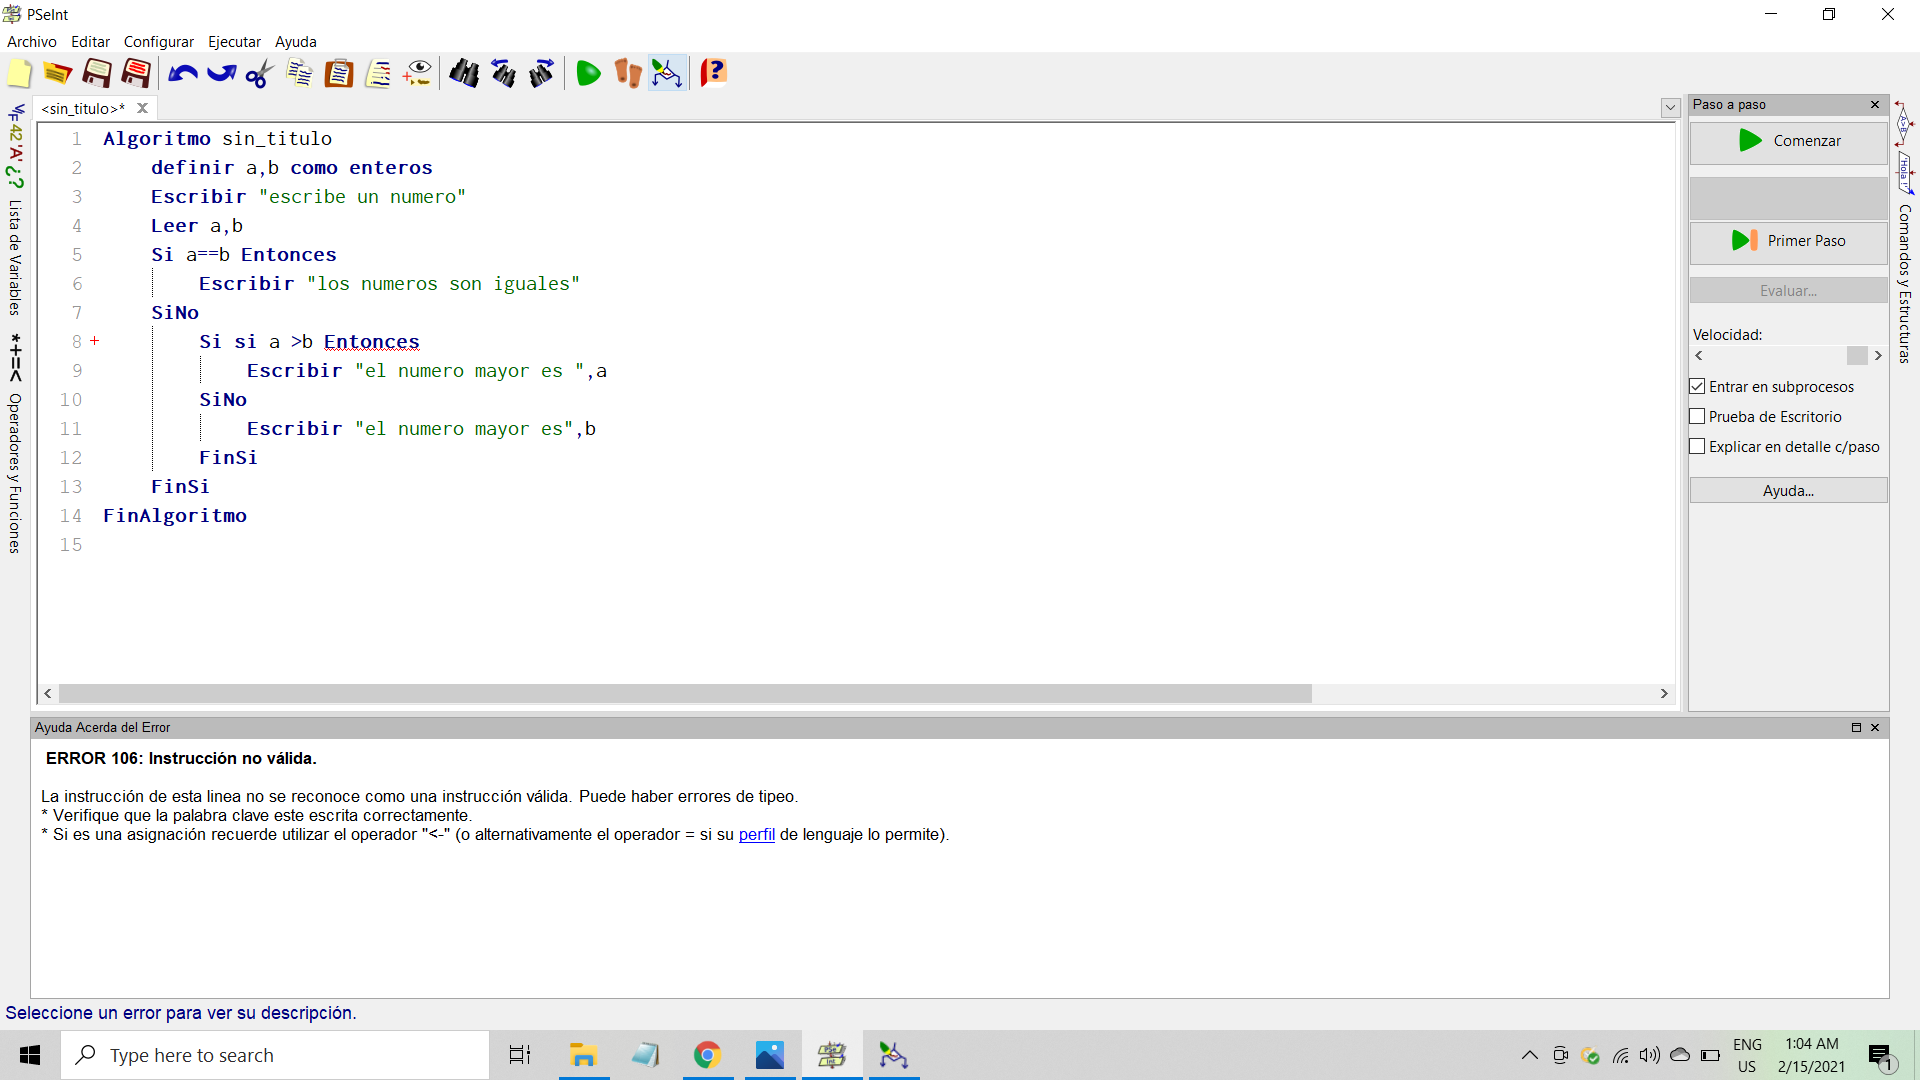 PSeInt
Archivo Editar Configurar Ejecutar Ayuda
<sin_titulo>*
1 Algoritmo sin_titulo
2 definir a,b como enteros
3 Escribir "escribe un numero"
4 Leer a,b
5 Si a==b Entonces
6 Escribir "los numeros son iguales"
7 SiNo
8 + Si si a >b Entonces
9 Escribir "el numero mayor es ",a
10 SiNo
11 Escribir "el numero mayor es",b
12 FinSi
13 FinSi
14 FinAlgoritmo
15
V/F 42 'A' ¿?
Lista de Variables
*+=<
Operadores y Funciones
Paso a paso
Comenzar
Primer Paso
Evaluar...
Velocidad:
Entrar en subprocesos
Prueba de Escritorio
Explicar en detalle c/paso
Ayuda...
A>B
"Hola !"
Comandos y Estructuras
Ayuda Acerda del Error
ERROR 106: Instrucción no válida.
La instrucción de esta linea no se reconoce como una instrucción válida. Puede haber errores de tipeo.
* Verifique que la palabra clave este escrita correctamente.
* Si es una asignación recuerde utilizar el operador "<-" (o alternativamente el operador = si su perfil de lenguaje lo permite).
Seleccione un error para ver su descripción.
Type here to search
ENG
US
1:04 AM
2/15/2021
1